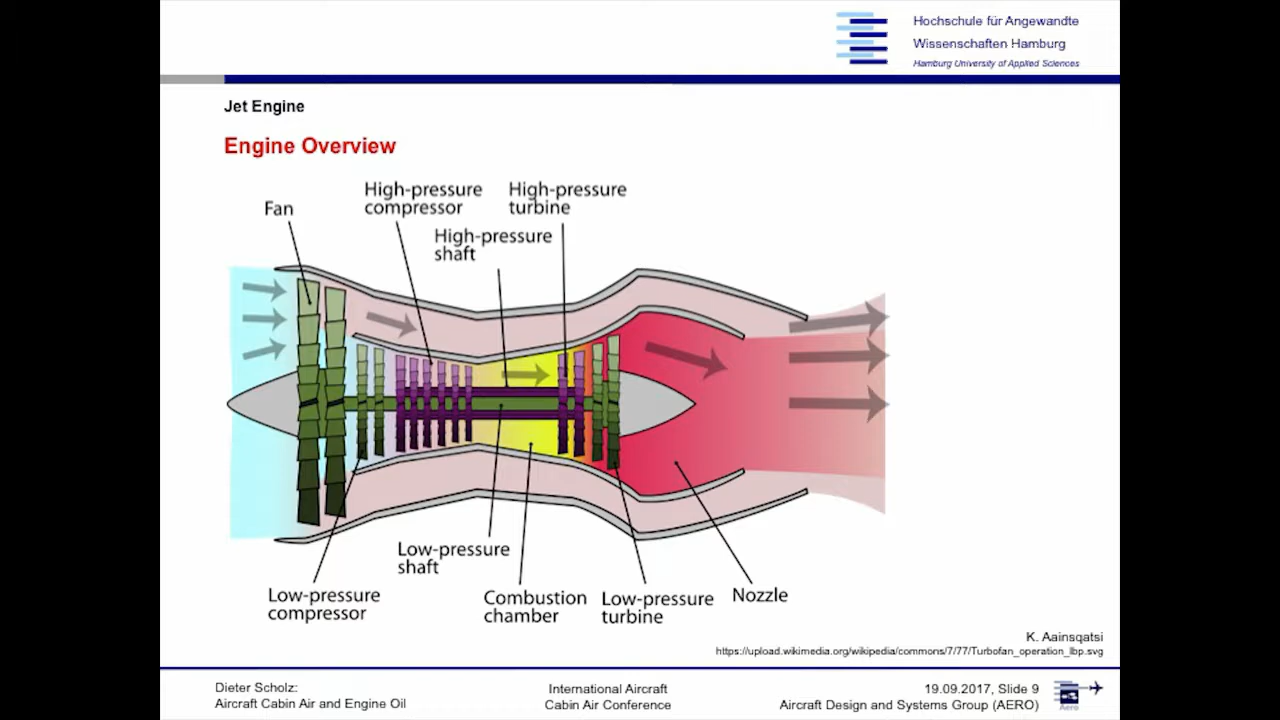 Hochschule für Angewandte
Wissenschaften Hamburg
Hamburg University of Applied Sciences
Jet Engine
Engine Overview
Fan
High-pressure
compressor
High-pressure
turbine
High-pressure
shaft
Low-pressure
shaft
Low-pressure
compressor
Combustion
chamber
Low-pressure
turbine
Nozzle
K. Aainsqatsi
https://upload.wikimedia.org/wikipedia/commons/7/77/Turbofan_operation_lbp.svg
Dieter Scholz:
Aircraft Cabin Air and Engine Oil
International Aircraft
Cabin Air Conference
19.09.2017, Slide 9
Aircraft Design and Systems Group (AERO)
Aero